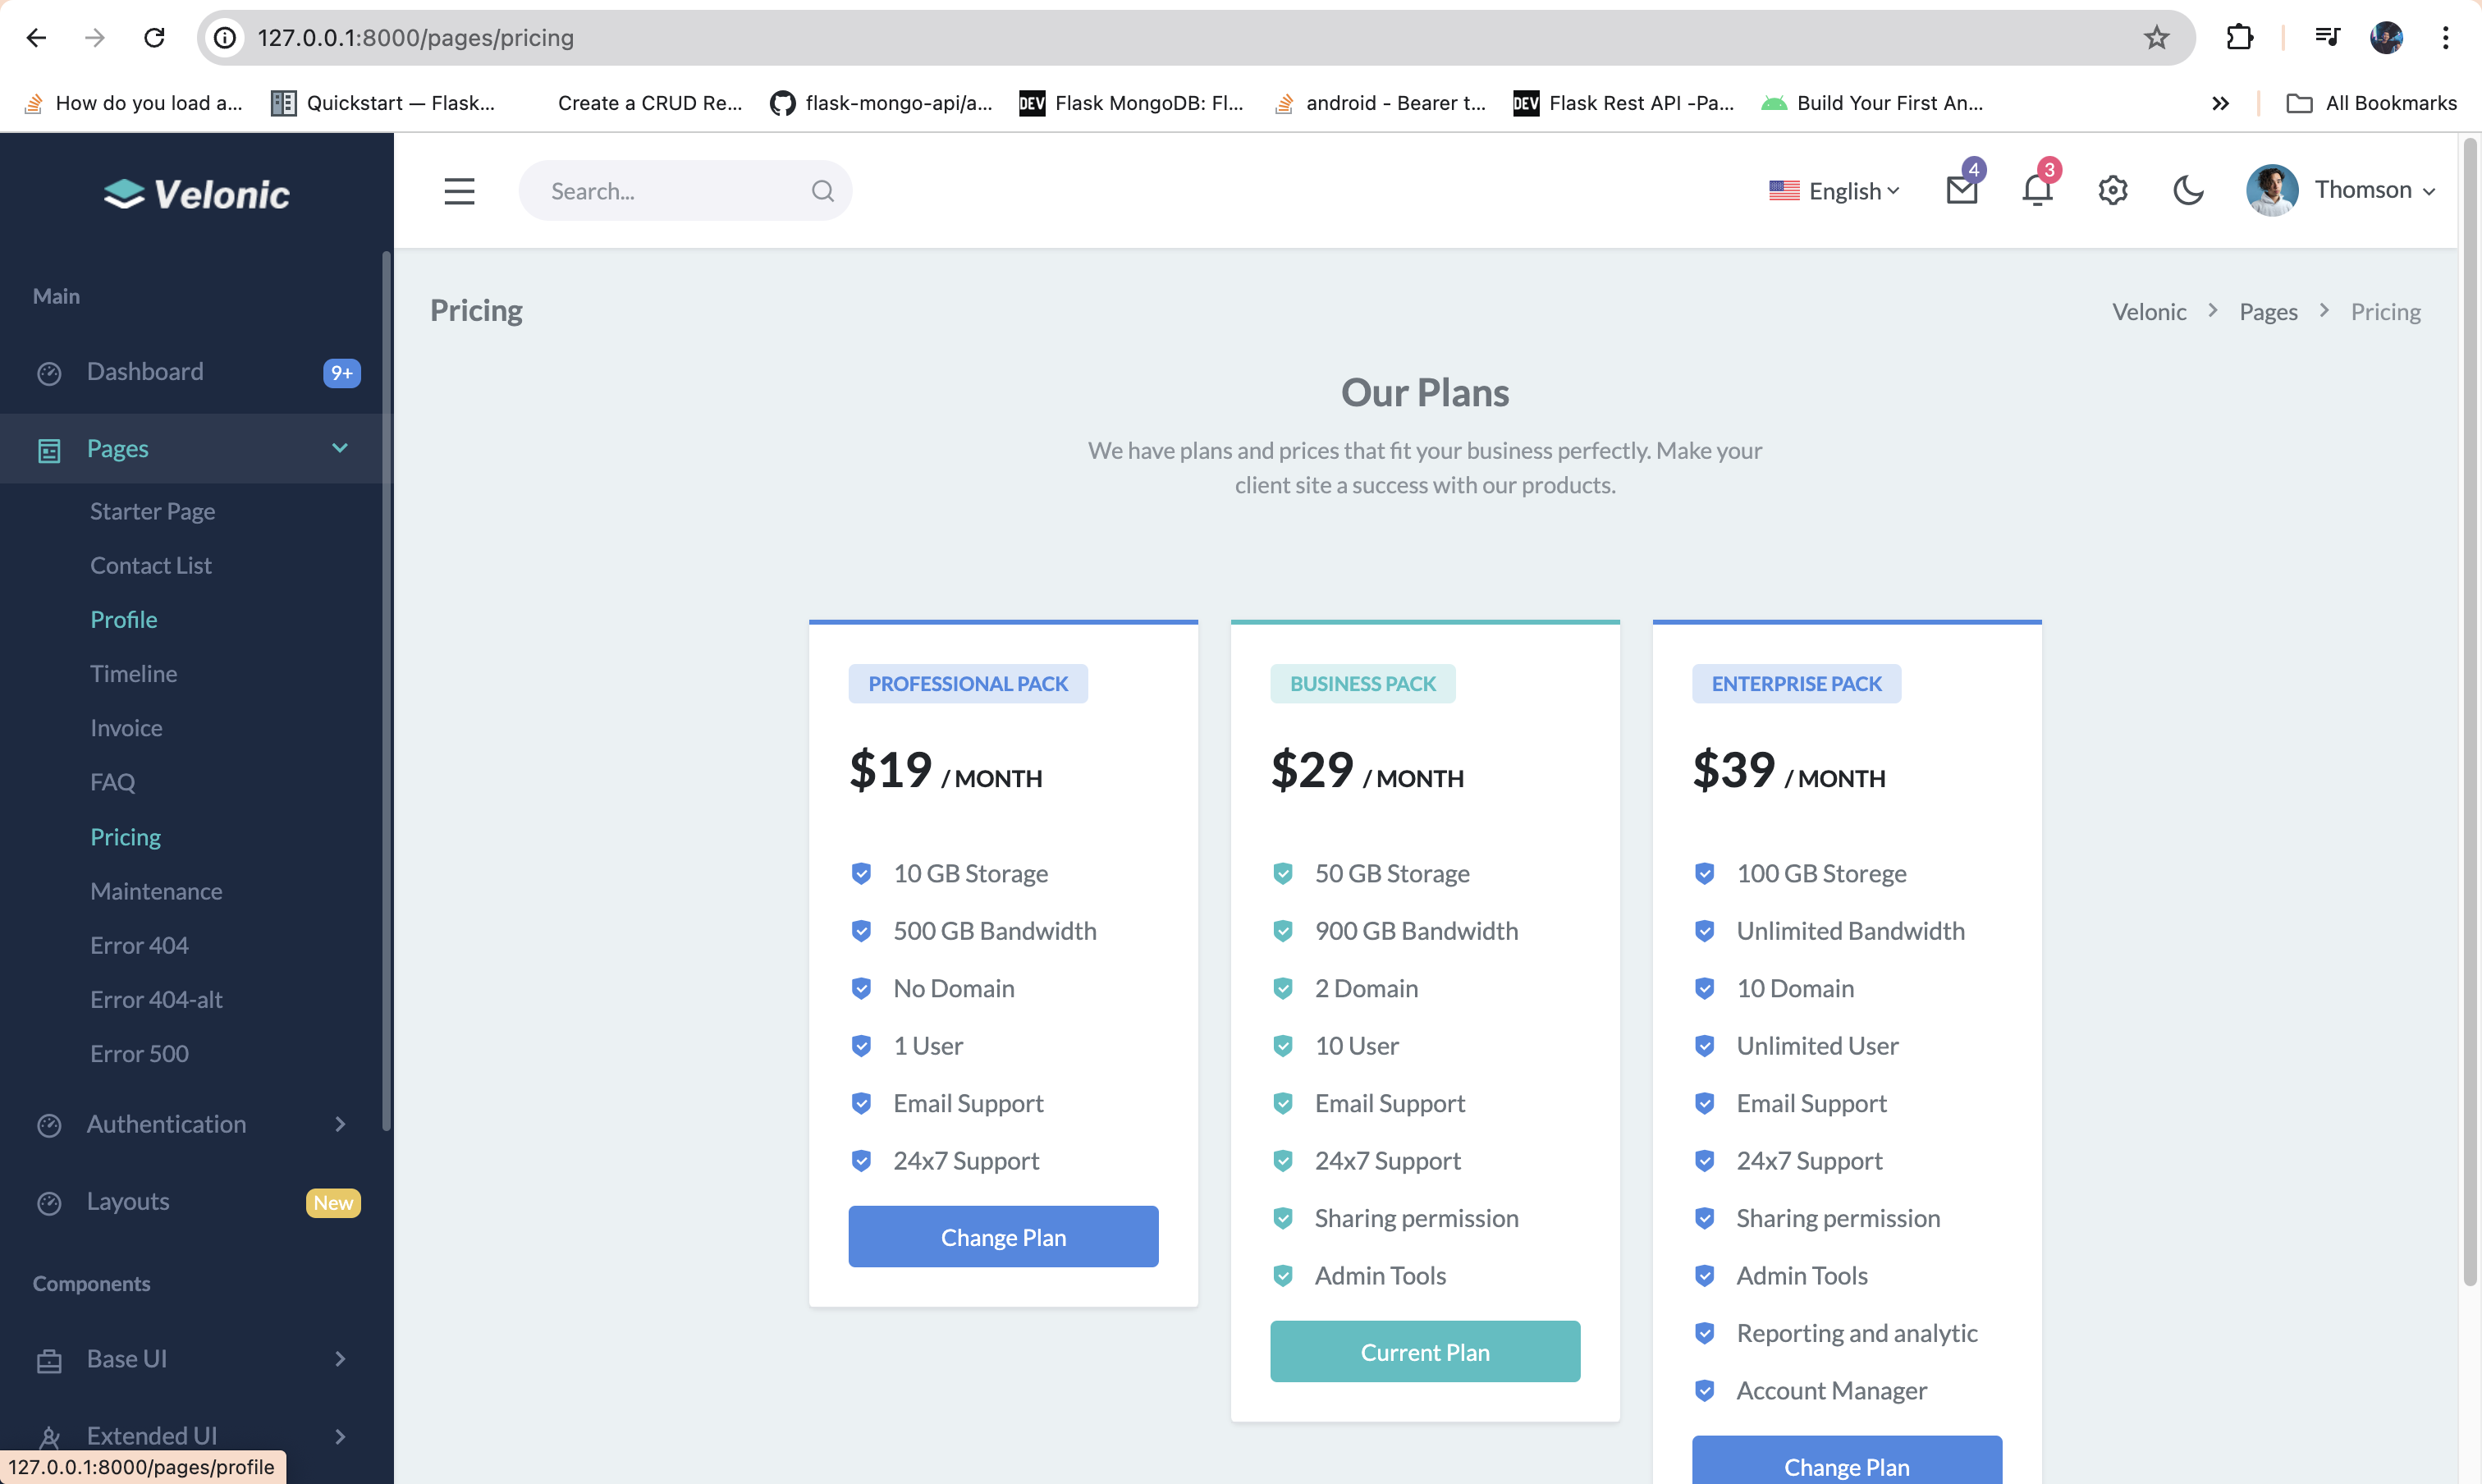 127.0.0.1:8000/pages/pricing
How do you load a...
Quickstart — Flask...
Create a CRUD Re...
flask-mongo-api/a...
DEV
Flask MongoDB: Fl...
android - Bearer t...
DEV
Flask Rest API -Pa...
Build Your First An...
All Bookmarks
Velonic
Search...
English
4
3
Thomson
Main
Dashboard
9+
Pages
Starter Page
Contact List
Profile
Timeline
Invoice
FAQ
Pricing
Maintenance
Error 404
Error 404-alt
Error 500
Authentication
Layouts
New
Components
Base UI
Extended UI
127.0.0.1:8000/pages/profile
Pricing
Velonic
Pages
Pricing
Our Plans
We have plans and prices that fit your business perfectly. Make your
client site a success with our products.
PROFESSIONAL PACK
$19 / MONTH
10 GB Storage
500 GB Bandwidth
No Domain
1 User
Email Support
24x7 Support
Change Plan
BUSINESS PACK
$29 / MONTH
50 GB Storage
900 GB Bandwidth
2 Domain
10 User
Email Support
24x7 Support
Sharing permission
Admin Tools
Current Plan
ENTERPRISE PACK
$39 / MONTH
100 GB Storege
Unlimited Bandwidth
10 Domain
Unlimited User
Email Support
24x7 Support
Sharing permission
Admin Tools
Reporting and analytic
Account Manager
Change Plan